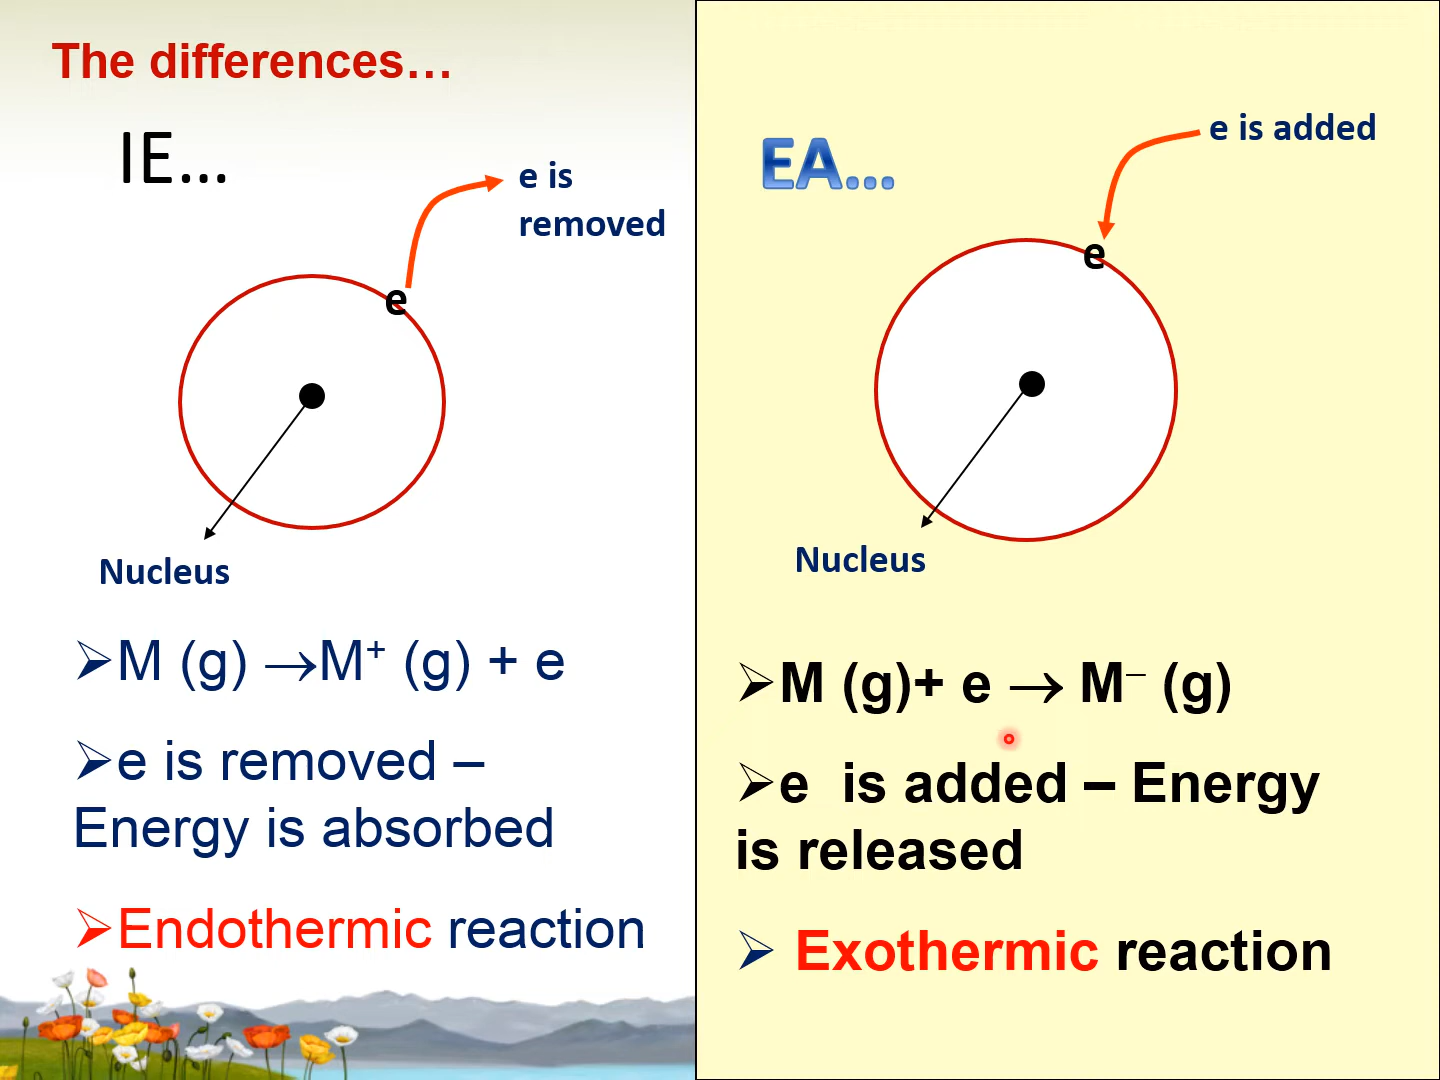 The differences…
IE...
e is
removed
e
Nucleus
➢M (g) →M⁺ (g) + e
➢e is removed –
Energy is absorbed
➢Endothermic reaction
EA...
e is added
e
Nucleus
➢M (g)+ e → M⁻ (g)
➢e  is added – Energy
is released
➢ Exothermic reaction